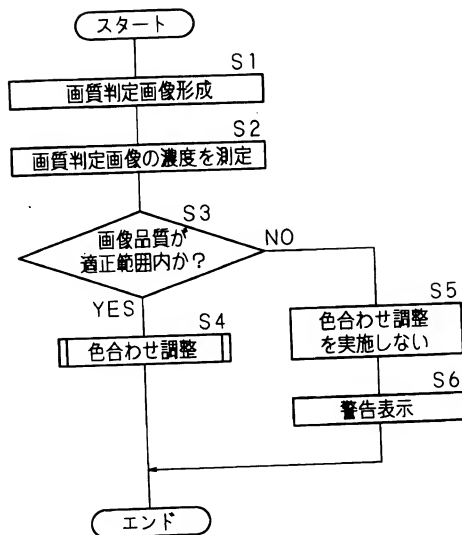 スタート
S1
画質判定画像形成
S2
画質判定画像の濃度を測定
S3
画像品質が
適正範囲内か？
NO
YES
S4
色合わせ調整
S5
色合わせ調整
を実施しない
S6
警告表示
エンド